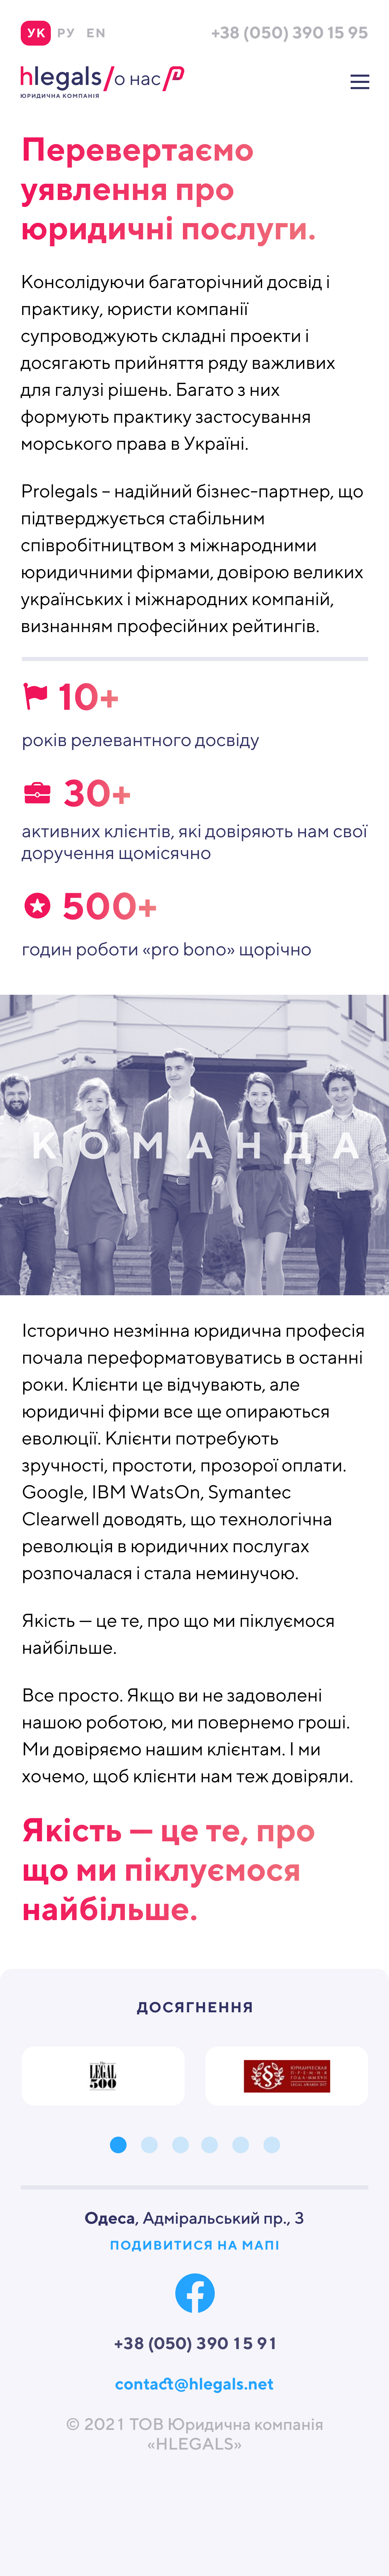 УК РУ EN +38 (050) 390 15 95
hlegals/о нас
ЮРИДИЧНА КОМПАНІЯ
Перевертаємо
уявлення про
юридичні послуги.
Консолідуючи багаторічний досвід і
практику, юристи компанії
супроводжують складні проекти і
досягають прийняття ряду важливих
для галузі рішень. Багато з них
формують практику застосування
морського права в Україні.
Prolegals – надійний бізнес-партнер, що
підтверджується стабільним
співробітництвом з міжнародними
юридичними фірмами, довірою великих
українських і міжнародних компаній,
визнанням професійних рейтингів.
10+
років релевантного досвіду
30+
активних клієнтів, які довіряють нам свої
доручення щомісячно
500+
годин роботи «pro bono» щорічно
КОМАНДА
Історично незмінна юридична професія
почала переформатовуватись в останні
роки. Клієнти це відчувають, але
юридичні фірми все ще опираються
еволюції. Клієнти потребують
зручності, простоти, прозорої оплати.
Google, IBM WatsOn, Symantec
Clearwell доводять, що технологічна
революція в юридичних послугах
розпочалася і стала неминучою.
Якість — це те, про що ми піклуємося
найбільше.
Все просто. Якщо ви не задоволені
нашою роботою, ми повернемо гроші.
Ми довіряємо нашим клієнтам. І ми
хочемо, щоб клієнти нам теж довіряли.
Якість — це те, про
що ми піклуємося
найбільше.
ДОСЯГНЕННЯ
LEGAL
500
ЮРИДИЧЕСКАЯ
ПРЕМИЯ
Одеса, Адміральський пр., 3
ПОДИВИТИСЯ НА МАПІ
+38 (050) 390 15 91
contact@hlegals.net
© 2021 ТОВ Юридична компанія
«HLEGALS»